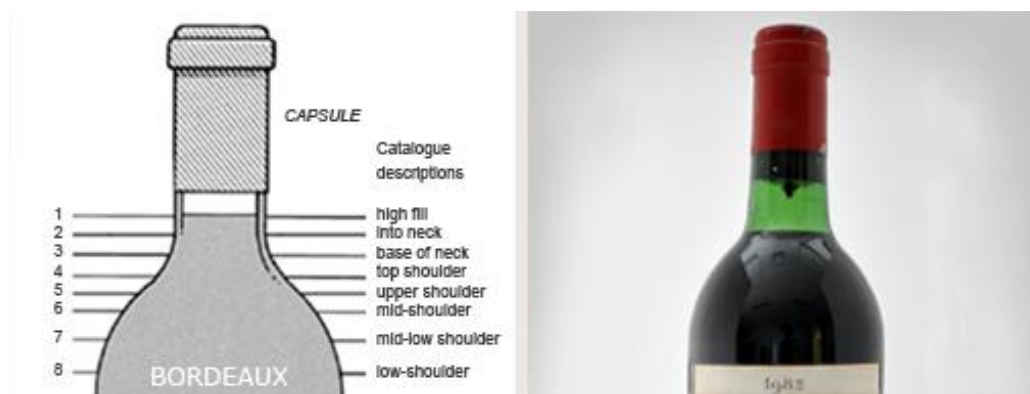 CAPSULE
Catalogue
descriptions
1 high fill
2 into neck
3 base of neck
4 top shoulder
5 upper shoulder
6 mid-shoulder
7 mid-low shoulder
8 low-shoulder
BORDEAUX
1982